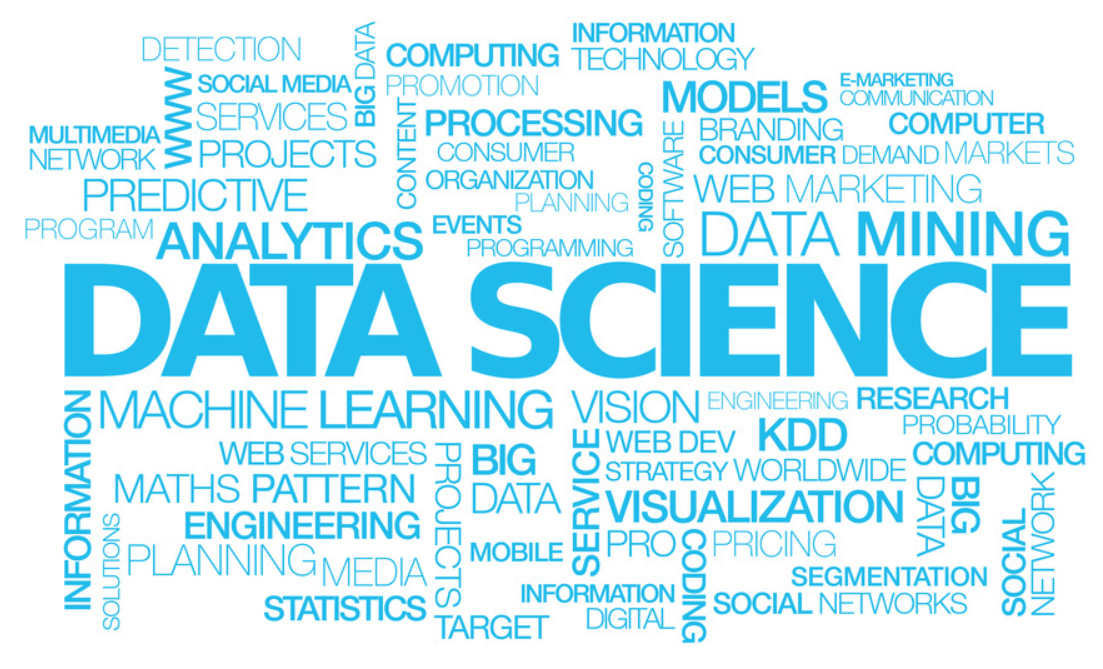 DETECTION
BIG DATA
COMPUTING
INFORMATION
TECHNOLOGY
WWW
SOCIAL MEDIA
PROMOTION
MODELS
E-MARKETING
COMMUNICATION
SERVICES
CONTENT
PROCESSING
SOFTWARE
BRANDING
COMPUTER
MULTIMEDIA
NETWORK
PROJECTS
CONSUMER
CONSUMER DEMAND MARKETS
PREDICTIVE
ORGANIZATION
CODING
WEB MARKETING
PLANNING
PROGRAM
ANALYTICS
EVENTS
PROGRAMMING
DATA MINING
DATA SCIENCE
INFORMATION
MACHINE LEARNING
VISION
ENGINEERING
RESEARCH
PROBABILITY
WEB SERVICES
PROJECTS
BIG
DATA
SERVICE
WEB DEV
KDD
COMPUTING
STRATEGY WORLDWIDE
MATHS PATTERN
VISUALIZATION
BIG
DATA
SOCIAL
NETWORK
ENGINEERING
SOLUTIONS
PLANNING
MEDIA
MOBILE
PRO
CODING
PRICING
SEGMENTATION
STATISTICS
INFORMATION
DIGITAL
SOCIAL NETWORKS
TARGET